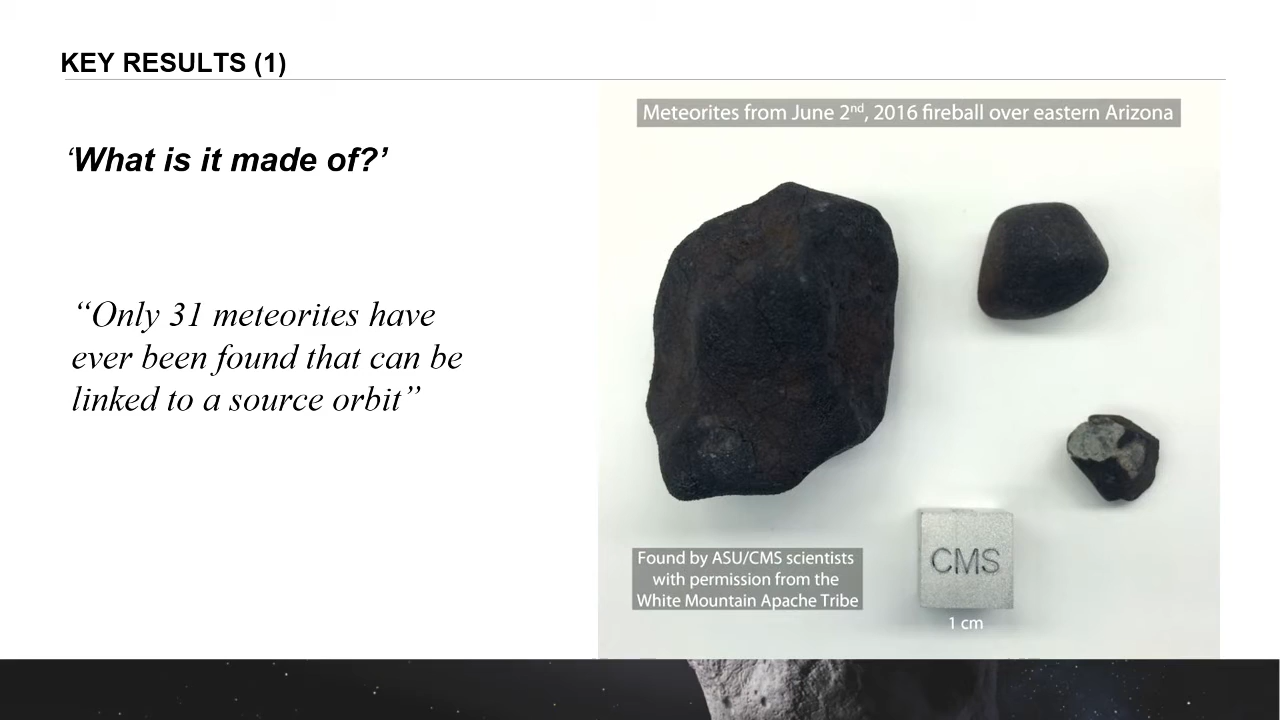 KEY RESULTS (1)
‘What is it made of?’
“Only 31 meteorites have
ever been found that can be
linked to a source orbit”
Meteorites from June 2nd, 2016 fireball over eastern Arizona
Found by ASU/CMS scientists
with permission from the
White Mountain Apache Tribe
CMS
1 cm